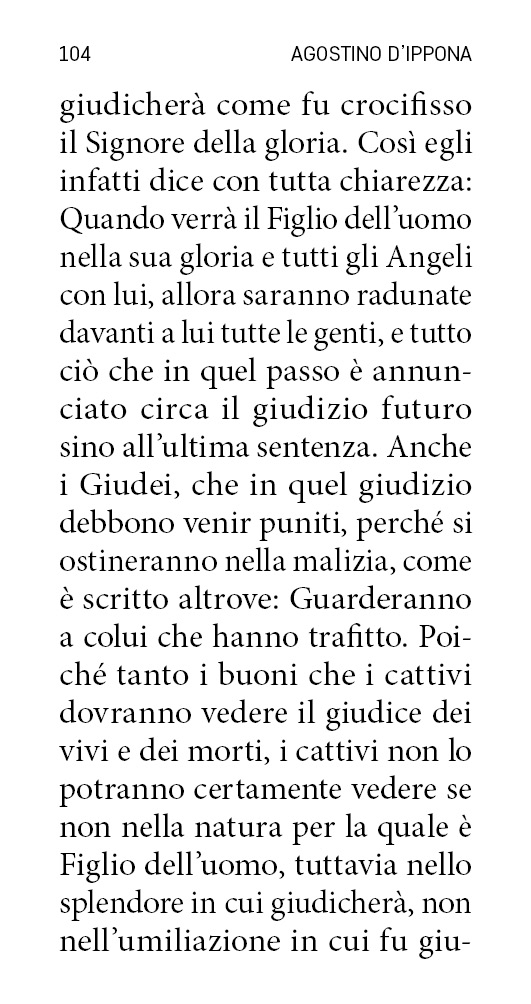 104 AGOSTINO D’IPPONA
giudicherà come fu crocifisso
il Signore della gloria. Così egli
infatti dice con tutta chiarezza:
Quando verrà il Figlio dell’uomo
nella sua gloria e tutti gli Angeli
con lui, allora saranno radunate
davanti a lui tutte le genti, e tutto
ciò che in quel passo è annun-
ciato circa il giudizio futuro
sino all’ultima sentenza. Anche
i Giudei, che in quel giudizio
debbono venir puniti, perché si
ostineranno nella malizia, come
è scritto altrove: Guarderanno
a colui che hanno trafitto. Poi-
ché tanto i buoni che i cattivi
dovranno vedere il giudice dei
vivi e dei morti, i cattivi non lo
potranno certamente vedere se
non nella natura per la quale è
Figlio dell’uomo, tuttavia nello
splendore in cui giudicherà, non
nell’umiliazione in cui fu giu-